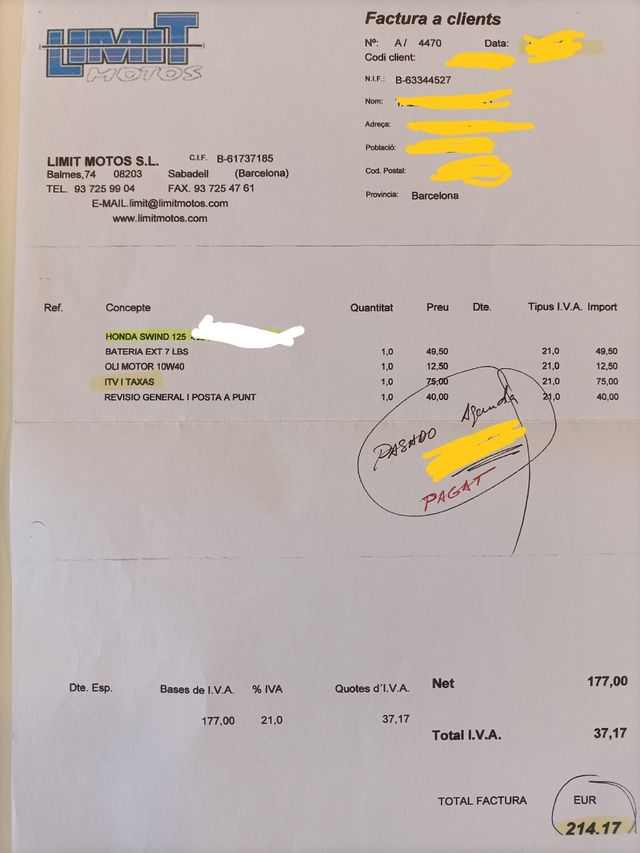 LIMIT
MOTOS
Factura a clients
Nº: A / 4470 Data:
Codi client:
N.I.F.: B-63344527
Nom:
Adreça:
Població:
Cod. Postal:
Provincia: Barcelona
LIMIT MOTOS S.L. C.I.F. B-61737185
Balmes,74 08203 Sabadell (Barcelona)
TEL. 93 725 99 04 FAX. 93 725 47 61
E-MAIL.limit@limitmotos.com
www.limitmotos.com
Ref. Concepte Quantitat Preu Dte. Tipus I.V.A. Import
HONDA SWIND 125
BATERIA EXT 7 LBS 1,0 49,50 21,0 49,50
OLI MOTOR 10W40 1,0 12,50 21,0 12,50
ITV I TAXAS 1,0 75,00 21,0 75,00
REVISIO GENERAL I POSTA A PUNT 1,0 40,00 21,0 40,00
PASADO
PAGAT
Dte. Esp. Bases de I.V.A. % IVA Quotes d´I.V.A. Net 177,00
177,00 21,0 37,17
Total I.V.A. 37,17
TOTAL FACTURA EUR
214.17